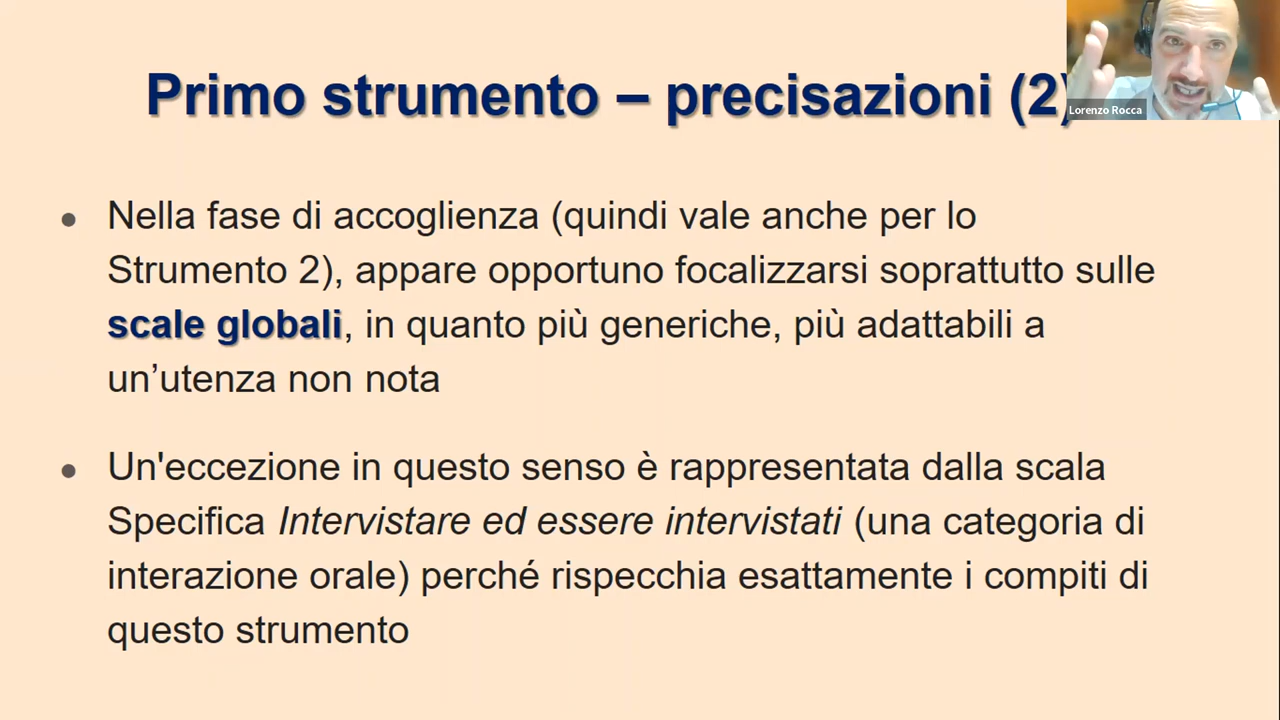 Primo strumento – precisazioni (2)
Lorenzo Rocca
Nella fase di accoglienza (quindi vale anche per lo
Strumento 2), appare opportuno focalizzarsi soprattutto sulle
scale globali, in quanto più generiche, più adattabili a
un’utenza non nota
Un'eccezione in questo senso è rappresentata dalla scala
Specifica Intervistare ed essere intervistati (una categoria di
interazione orale) perché rispecchia esattamente i compiti di
questo strumento